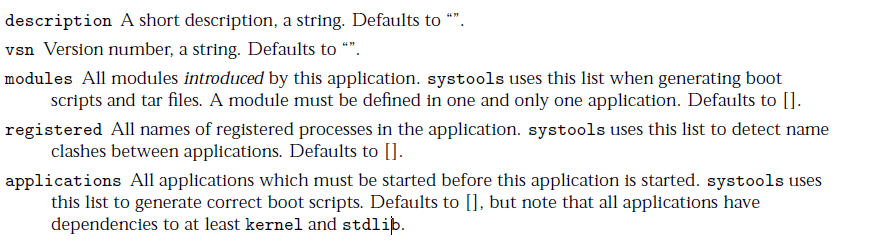 description A short description, a string. Defaults to “”.
vsn Version number, a string. Defaults to “”.
modules All modules introduced by this application. systools uses this list when generating boot
scripts and tar files. A module must be defined in one and only one application. Defaults to [].
registered All names of registered processes in the application. systools uses this list to detect name
clashes between applications. Defaults to [].
applications All applications which must be started before this application is started. systools uses
this list to generate correct boot scripts. Defaults to [], but note that all applications have
dependencies to at least kernel and stdlib.